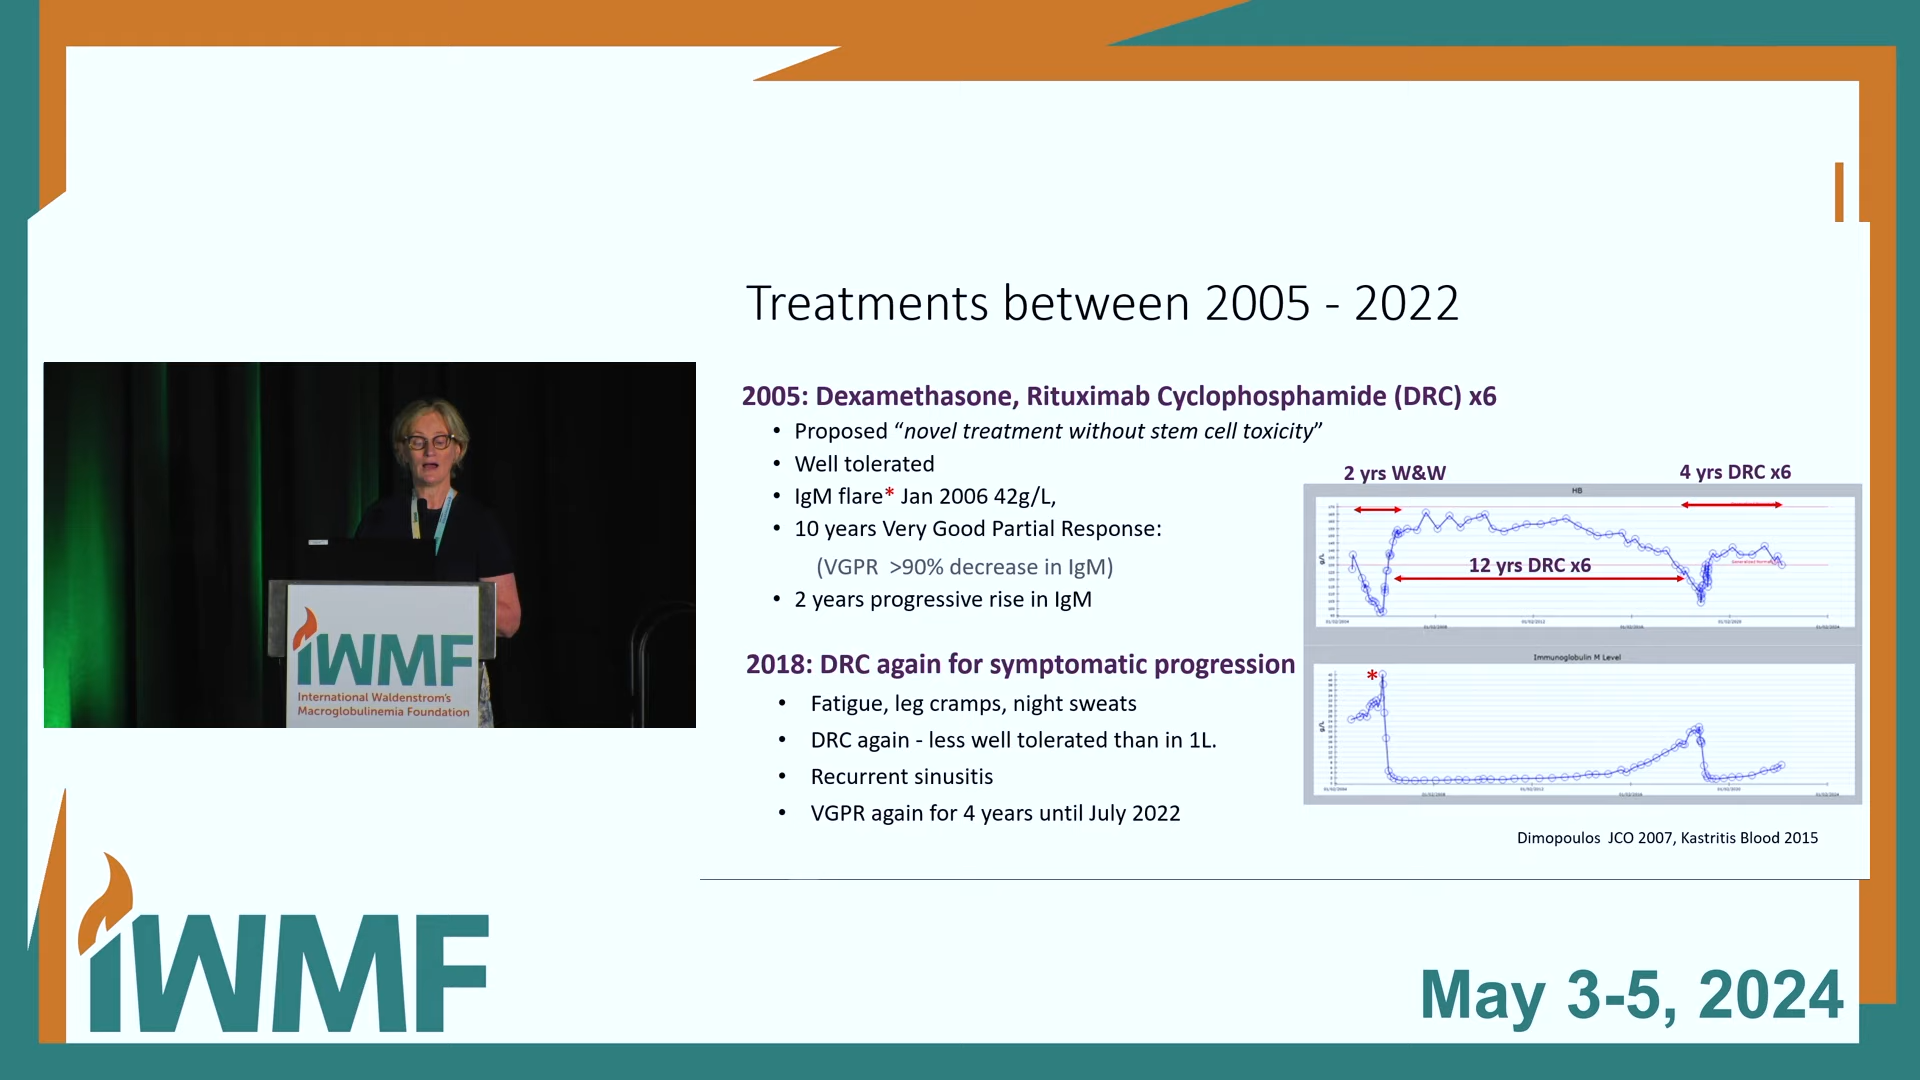 Treatments between 2005 - 2022
2005: Dexamethasone, Rituximab Cyclophosphamide (DRC) x6
• Proposed “novel treatment without stem cell toxicity”
• Well tolerated
• IgM flare* Jan 2006 42g/L,
• 10 years Very Good Partial Response:
(VGPR >90% decrease in IgM)
• 2 years progressive rise in IgM
2018: DRC again for symptomatic progression
• Fatigue, leg cramps, night sweats
• DRC again - less well tolerated than in 1L.
• Recurrent sinusitis
• VGPR again for 4 years until July 2022
2 yrs W&W
4 yrs DRC x6
HB
12 yrs DRC x6
g/L
Immunoglobulin M Level
*
g/L
Dimopoulos JCO 2007, Kastritis Blood 2015
iWMF
International Waldenstrom's
Macroglobulinemia Foundation
iWMF
May 3-5, 2024